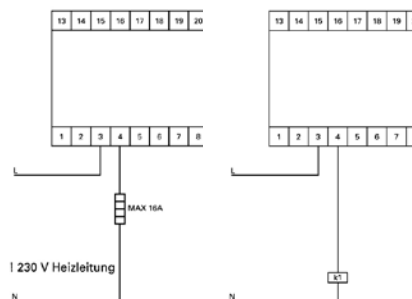 13 14 15 16 17 18 19 20
1 2 3 4 5 6 7 8
L
MAX 16A
230 V Heizleitung
N
13 14 15 16 17 18 19
1 2 3 4 5 6 7
L
k1
N